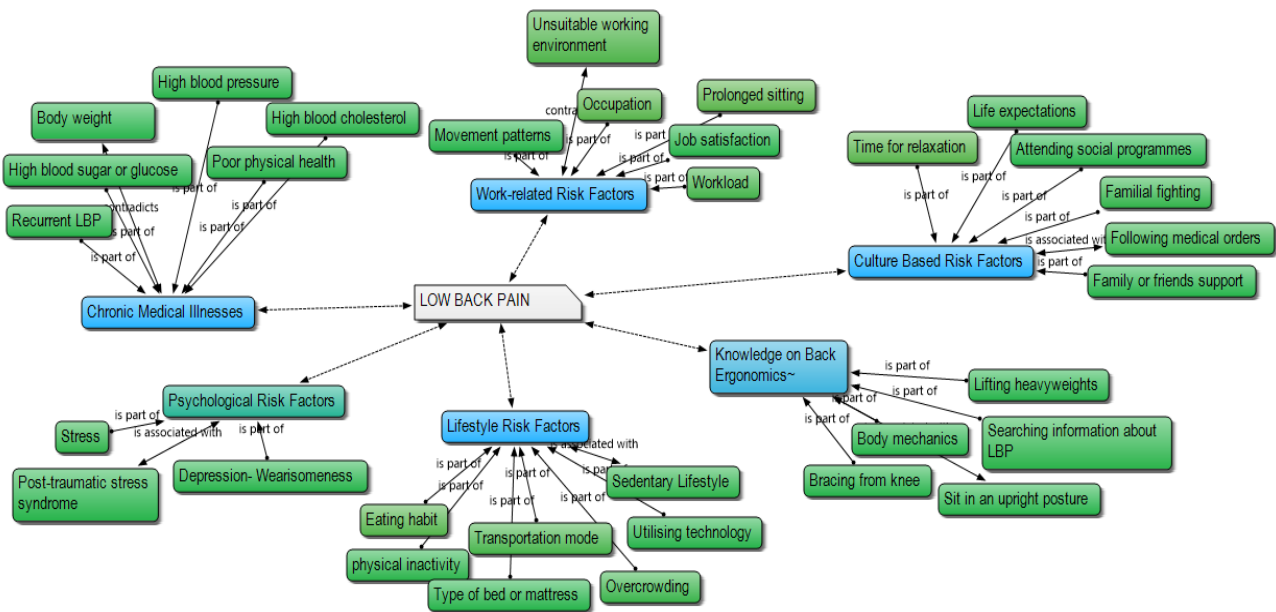 Unsuitable working
environment
High blood pressure
Prolonged sitting
Occupation
Life expectations
Body weight
High blood cholesterol
contra
Movement patterns
is part of
is part
Job satisfaction
Time for relaxation
Attending social programmes
High blood sugar or glucose
Poor physical health
is part of
is part of
is part of
Workload
Work-related Risk Factors
is part of
is part of
Familial fighting
Recurrent LBP
contradicts
is part of
is part of
is part of
is part of
is part of
is part of
is associated with
Following medical orders
Culture Based Risk Factors
is part of
Family or friends support
Chronic Medical Illnesses
LOW BACK PAIN
Knowledge on Back
Ergonomics~
is part of
Lifting heavyweights
is part of
is part of
is part of
Psychological Risk Factors
is part of
is associated with
is part of
Stress
Lifestyle Risk Factors
is associated with
Body mechanics
Searching information about
LBP
Post-traumatic stress
syndrome
Depression- Wearisomeness
is part of
is part of
is part of
is part of
is part of
Sedentary Lifestyle
Bracing from knee
Sit in an upright posture
Eating habit
Utilising technology
Transportation mode
physical inactivity
Type of bed or mattress
Overcrowding